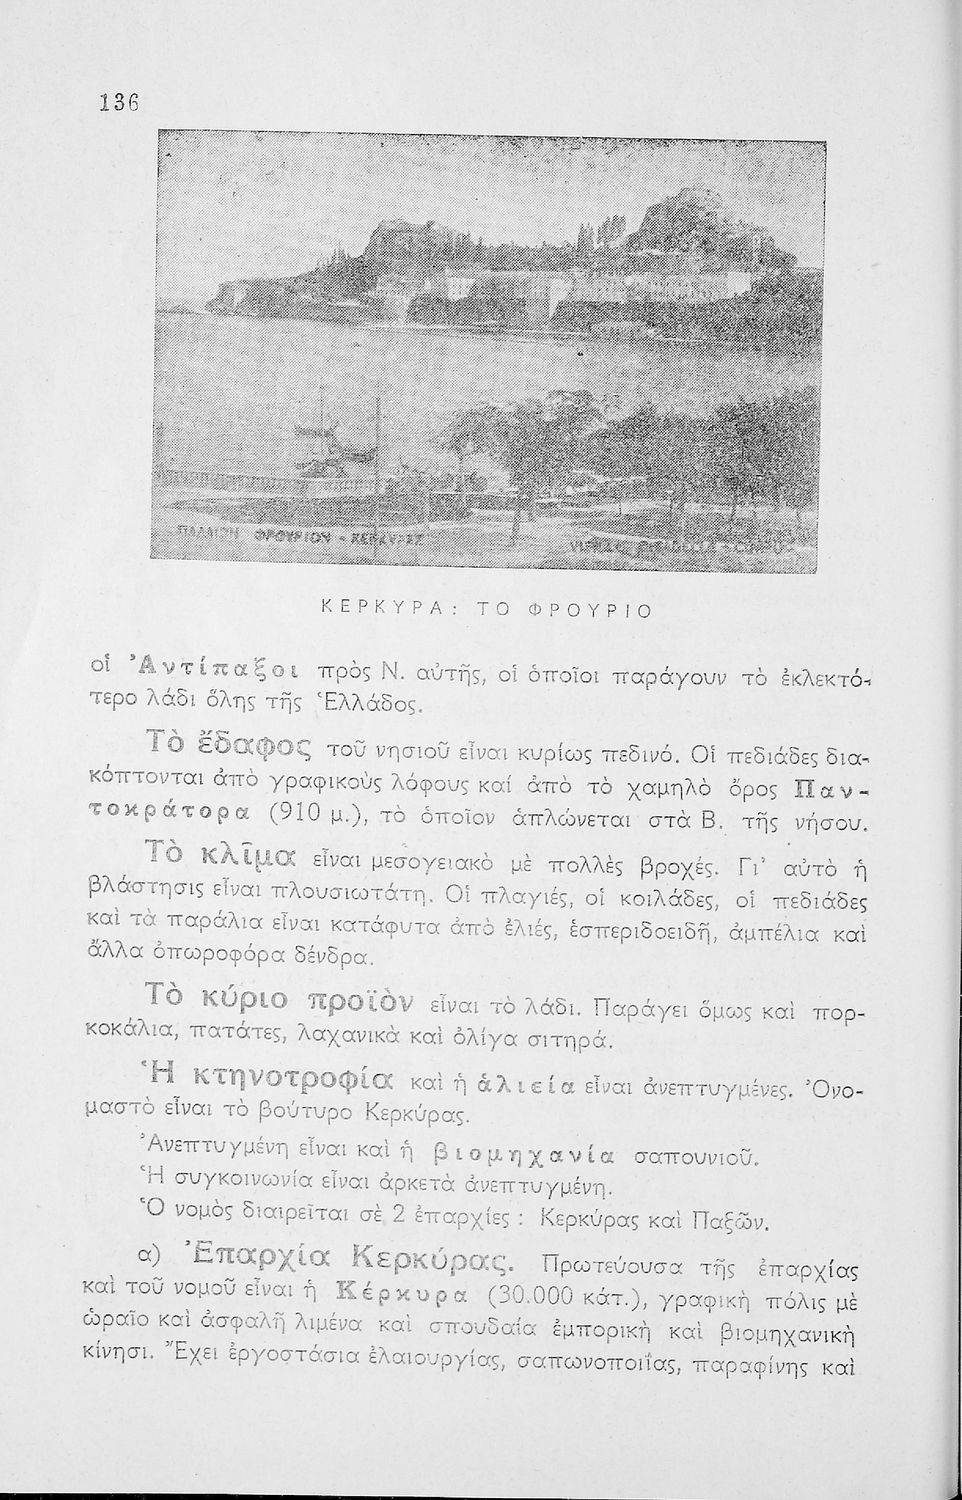 136
ΠΑΛΑΙΟΝ ΦΡΟΥΡΙΟΝ - ΚΕΡΚΥΡΑΣ
ΚΕΡΚΥΡΑ: ΤΟ ΦΡΟΥΡΙΟ
οἱ Ἀντίπαξοι πρὸς Ν. αὐτῆς, οἱ ὁποῖοι παράγουν τὸ ἐκλεκτό-
τερο λάδι ὅλης τῆς Ἑλλάδος.
Τὸ ἔδαφος τοῦ νησιοῦ εἶναι κυρίως πεδινό. Οἱ πεδιάδες δια-
κόπτονται ἀπὸ γραφικοὺς λόφους καί ἀπὸ τὸ χαμηλὸ ὄρος Παν-
τοκράτορα (910 μ.), τὸ ὁποῖον ἁπλώνεται στὰ Β. τῆς νήσου.
Τὸ κλῖμα εἶναι μεσογειακὸ μὲ πολλὲς βροχές. Γι’ αὐτὸ ἡ
βλάστησις εἶναι πλουσιωτάτη. Οἱ πλαγιές, οἱ κοιλάδες, οἱ πεδιάδες
καὶ τὰ παράλια εἶναι κατάφυτα ἀπὸ ἐλιές, ἑσπεριδοειδῆ, ἀμπέλια καὶ
ἄλλα ὀπωροφόρα δένδρα.
Τὸ κύριο προϊὸν εἶναι τὸ λάδι. Παράγει ὅμως καὶ πορ-
κοκάλια, πατάτες, λαχανικὰ καὶ ὀλίγα σιτηρά.
Ἡ κτηνοτροφία καὶ ἡ ἁλιεία εἶναι ἀνεπτυγμένες. Ὀνο-
μαστὸ εἶναι τὸ βούτυρο Κερκύρας.
Ἀνεπτυγμένη εἶναι καὶ ἡ βιομηχανία σαπουνιοῦ.
Ἡ συγκοινωνία εἶναι ἀρκετὰ ἀνεπτυγμένη.
Ὁ νομὸς διαιρεῖται σὲ 2 ἐπαρχίες : Κερκύρας καὶ Παξῶν.
α) Ἐπαρχία Κερκύρας. Πρωτεύουσα τῆς ἐπαρχίας
καὶ τοῦ νομοῦ εἶναι ἡ Κέρκυρα (30.000 κάτ.), γραφικὴ πόλις μὲ
ὡραῖο καὶ ἀσφαλῆ λιμένα καὶ σπουδαία ἐμπορικὴ καὶ βιομηχανικὴ
κίνησι. Ἔχει ἐργοστάσια ἐλαιουργίας, σαπωνοποιΐας, παραφίνης καὶ